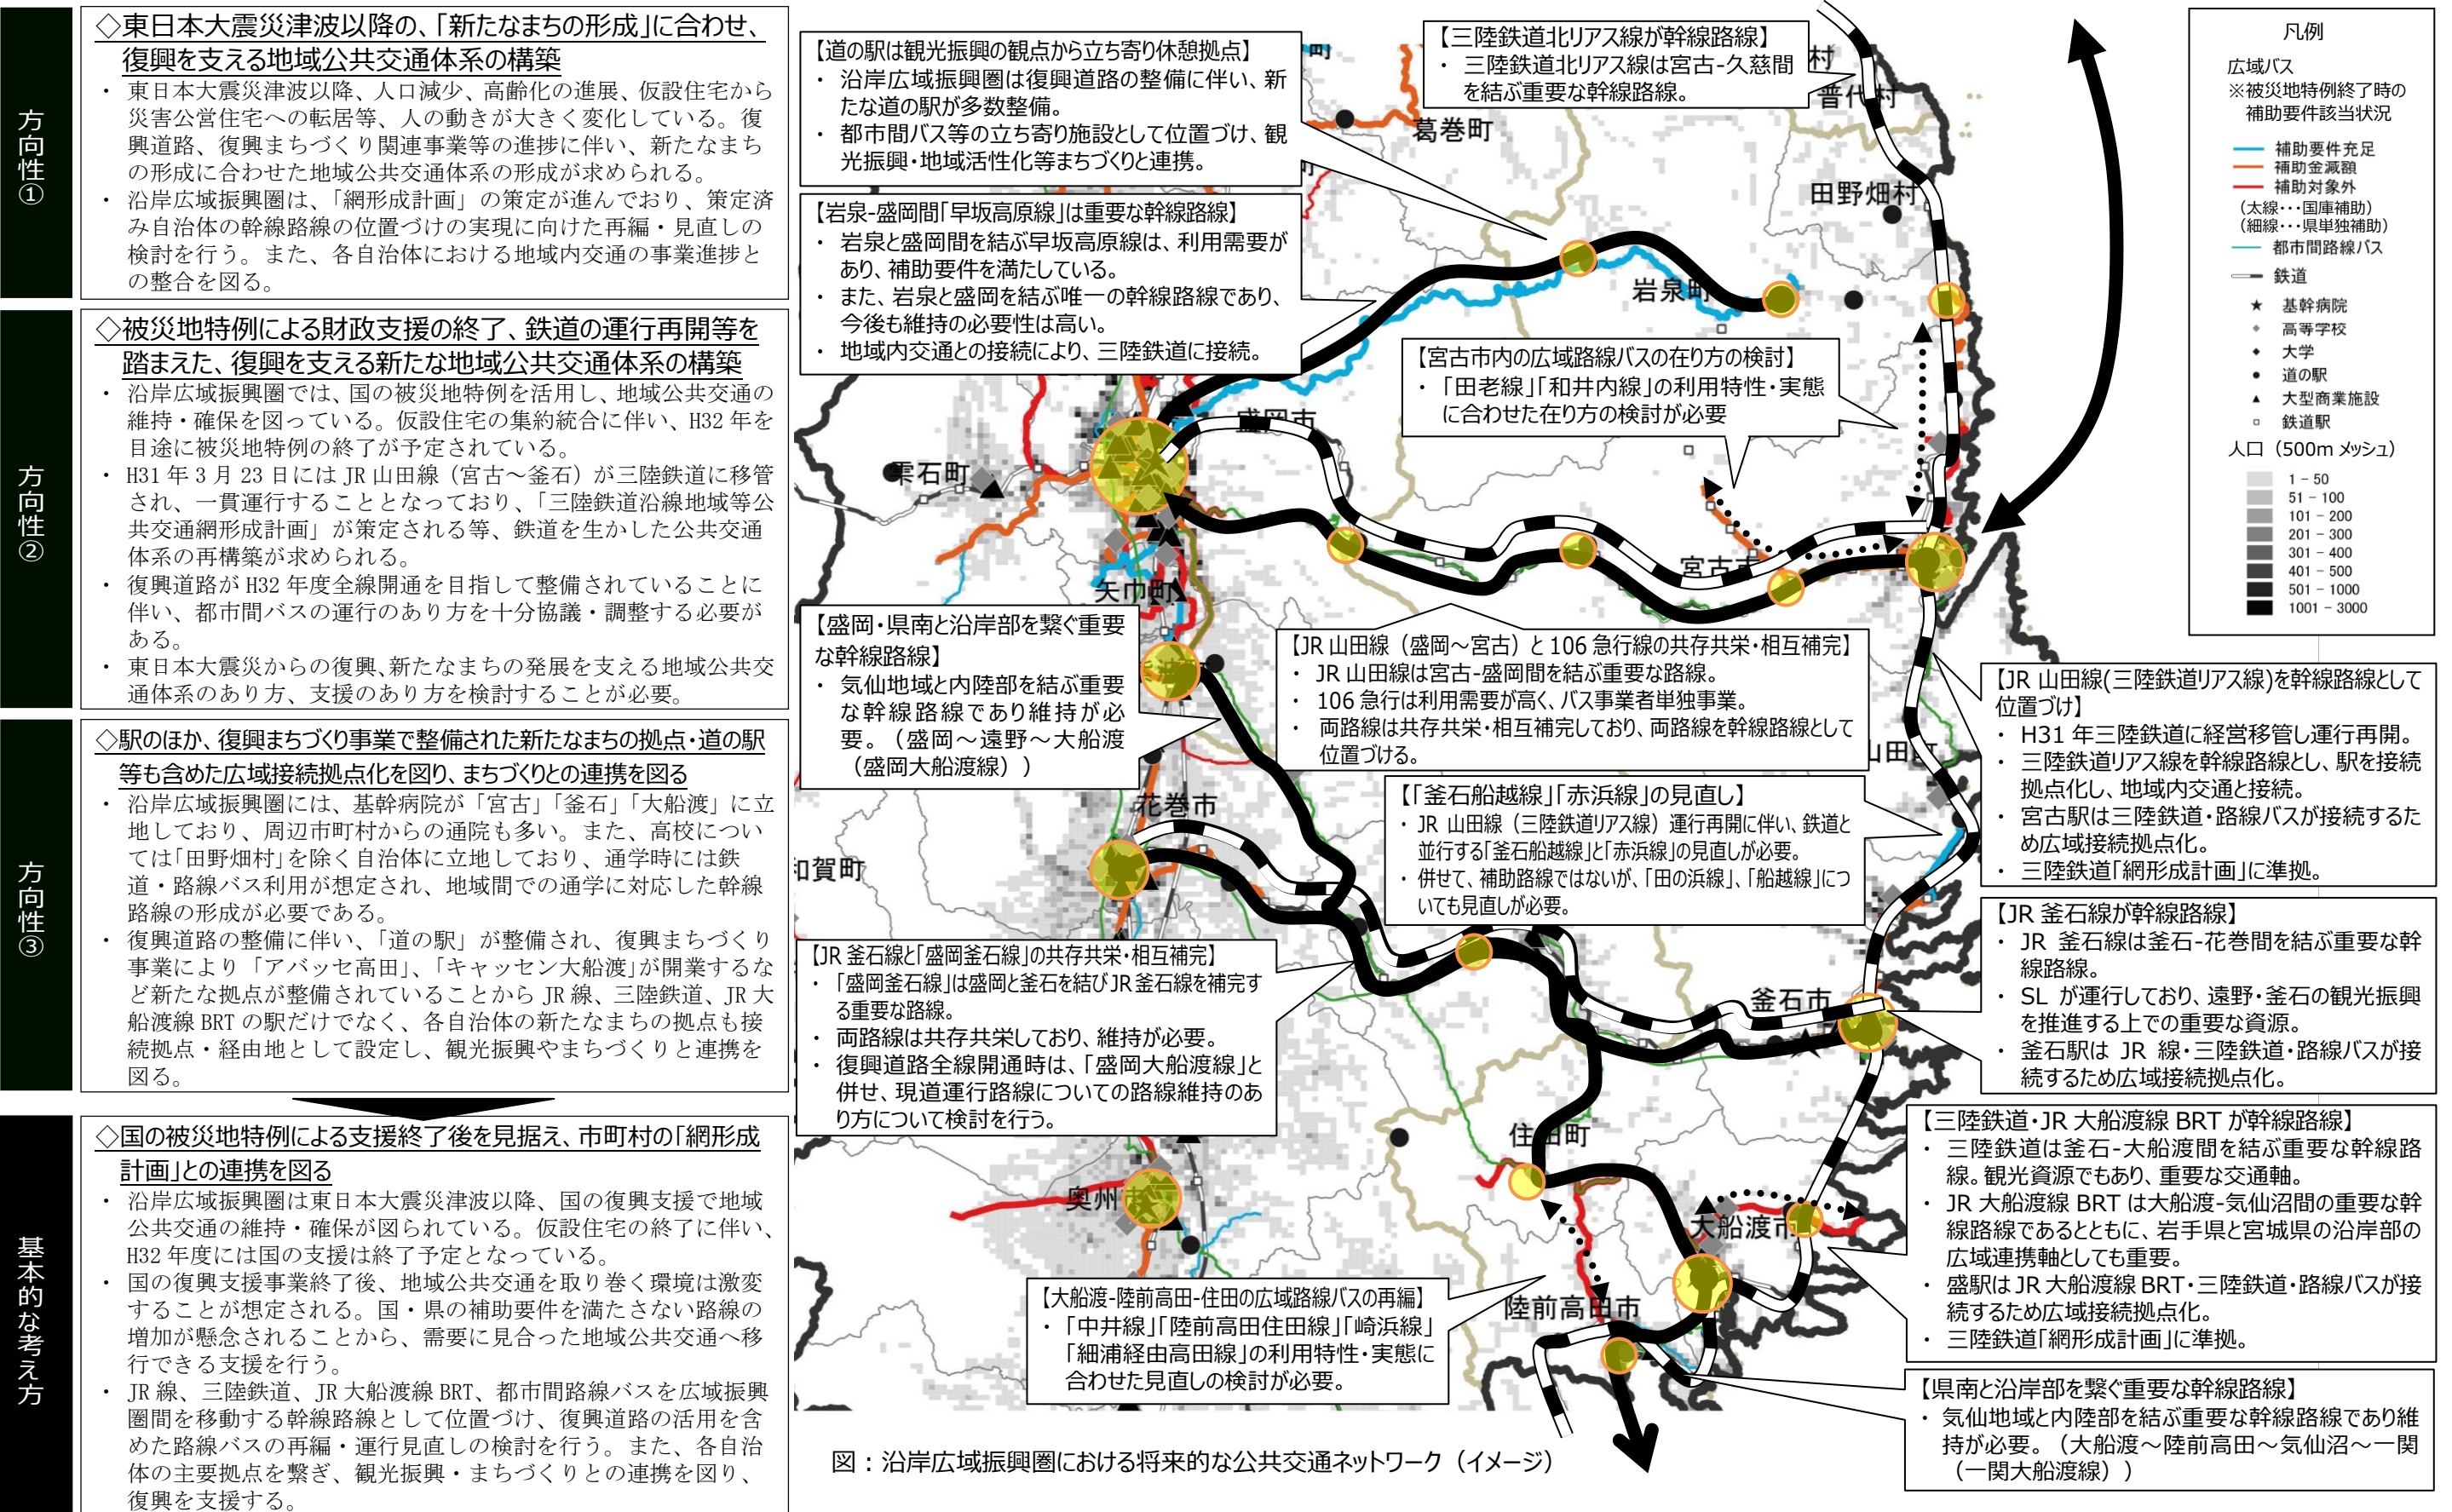 方向性①
◇東日本大震災津波以降の、「新たなまちの形成」に合わせ、
復興を支える地域公共交通体系の構築
・ 東日本大震災津波以降、人口減少、高齢化の進展、仮設住宅から
災害公営住宅への転居等、人の動きが大きく変化している。復
興道路、復興まちづくり関連事業等の進捗に伴い、新たなまち
の形成に合わせた地域公共交通体系の形成が求められる。
・ 沿岸広域振興圏は、「網形成計画」の策定が進んでおり、策定済
み自治体の幹線路線の位置づけの実現に向けた再編・見直しの
検討を行う。また、各自治体における地域内交通の事業進捗と
の整合を図る。
方向性②
◇被災地特例による財政支援の終了、鉄道の運行再開等を
踏まえた、復興を支える新たな地域公共交通体系の構築
・ 沿岸広域振興圏では、国の被災地特例を活用し、地域公共交通の
維持・確保を図っている。仮設住宅の集約統合に伴い、H32 年を
目途に被災地特例の終了が予定されている。
・ H31 年 3 月 23 日には JR 山田線（宮古～釜石）が三陸鉄道に移管
され、一貫運行することとなっており、「三陸鉄道沿線地域等公
共交通網形成計画」が策定される等、鉄道を生かした公共交通
体系の再構築が求められる。
・ 復興道路が H32 年度全線開通を目指して整備されていることに
伴い、都市間バスの運行のあり方を十分協議・調整する必要が
ある。
・ 東日本大震災からの復興、新たなまちの発展を支える地域公共交
通体系のあり方、支援のあり方を検討することが必要。
方向性③
◇駅のほか、復興まちづくり事業で整備された新たなまちの拠点・道の駅
等も含めた広域接続拠点化を図り、まちづくりとの連携を図る
・ 沿岸広域振興圏には、基幹病院が「宮古」「釜石」「大船渡」に立
地しており、周辺市町村からの通院も多い。また、高校につい
ては「田野畑村」を除く自治体に立地しており、通学時には鉄
道・路線バス利用が想定され、地域間での通学に対応した幹線
路線の形成が必要である。
・ 復興道路の整備に伴い、「道の駅」が整備され、復興まちづくり
事業により「アバッセ高田」、「キャッセン大船渡」が開業するな
ど新たな拠点が整備されていることから JR 線、三陸鉄道、JR 大
船渡線 BRT の駅だけでなく、各自治体の新たなまちの拠点も接
続拠点・経由地として設定し、観光振興やまちづくりと連携を
図る。
基本的な考え方
◇国の被災地特例による支援終了後を見据え、市町村の「網形成
計画」との連携を図る
・ 沿岸広域振興圏は東日本大震災津波以降、国の復興支援で地域
公共交通の維持・確保が図られている。仮設住宅の終了に伴い、
H32 年度には国の支援は終了予定となっている。
・ 国の復興支援事業終了後、地域公共交通を取り巻く環境は激変
することが想定される。国・県の補助要件を満たさない路線の
増加が懸念されることから、需要に見合った地域公共交通へ移
行できる支援を行う。
・ JR 線、三陸鉄道、JR 大船渡線 BRT、都市間路線バスを広域振興
圏間を移動する幹線路線として位置づけ、復興道路の活用を含
めた路線バスの再編・運行見直しの検討を行う。また、各自治
体の主要拠点を繋ぎ、観光振興・まちづくりとの連携を図り、
復興を支援する。
【道の駅は観光振興の観点から立ち寄り休憩拠点】
・ 沿岸広域振興圏は復興道路の整備に伴い、新
たな道の駅が多数整備。
・ 都市間バス等の立ち寄り施設として位置づけ、観
光振興・地域活性化等まちづくりと連携。
【三陸鉄道北リアス線が幹線路線】
・ 三陸鉄道北リアス線は宮古-久慈間
を結ぶ重要な幹線路線。
【岩泉-盛岡間「早坂高原線」は重要な幹線路線】
・ 岩泉と盛岡間を結ぶ早坂高原線は、利用需要が
あり、補助要件を満たしている。
・ また、岩泉と盛岡を結ぶ唯一の幹線路線であり、
今後も維持の必要性は高い。
・ 地域内交通との接続により、三陸鉄道に接続。
【宮古市内の広域路線バスの在り方の検討】
・ 「田老線」「和井内線」の利用特性・実態
に合わせた在り方の検討が必要
【盛岡・県南と沿岸部を繋ぐ重要
な幹線路線】
・ 気仙地域と内陸部を結ぶ重要
な幹線路線であり維持が必
要。（盛岡～遠野～大船渡
（盛岡大船渡線））
【JR 山田線（盛岡～宮古）と 106 急行線の共存共栄・相互補完】
・ JR 山田線は宮古-盛岡間を結ぶ重要な路線。
・ 106 急行は利用需要が高く、バス事業者単独事業。
・ 両路線は共存共栄・相互補完しており、両路線を幹線路線として
位置づける。
【「釜石船越線」「赤浜線」の見直し】
・ JR 山田線（三陸鉄道リアス線）運行再開に伴い、鉄道と
並行する「釜石船越線」と「赤浜線」の見直しが必要。
・ 併せて、補助路線ではないが、「田の浜線」、「船越線」につ
いても見直しが必要。
【JR 山田線(三陸鉄道リアス線)を幹線路線として
位置づけ】
・ H31 年三陸鉄道に経営移管し運行再開。
・ 三陸鉄道リアス線を幹線路線とし、駅を接続
拠点化し、地域内交通と接続。
・ 宮古駅は三陸鉄道・路線バスが接続するた
め広域接続拠点化。
・ 三陸鉄道「網形成計画」に準拠。
【JR 釜石線と「盛岡釜石線」の共存共栄・相互補完】
・ 「盛岡釜石線」は盛岡と釜石を結び JR 釜石線を補完す
る重要な路線。
・ 両路線は共存共栄しており、維持が必要。
・ 復興道路全線開通時は、「盛岡大船渡線」と
併せ、現道運行路線についての路線維持のあ
り方について検討を行う。
【JR 釜石線が幹線路線】
・ JR 釜石線は釜石-花巻間を結ぶ重要な幹
線路線。
・ SL が運行しており、遠野・釜石の観光振興
を推進する上での重要な資源。
・ 釜石駅は JR 線・三陸鉄道・路線バスが接
続するため広域接続拠点化。
【三陸鉄道・JR 大船渡線 BRT が幹線路線】
・ 三陸鉄道は釜石-大船渡間を結ぶ重要な幹線路
線。観光資源でもあり、重要な交通軸。
・ JR 大船渡線 BRT は大船渡-気仙沼間の重要な幹
線路線であるとともに、岩手県と宮城県の沿岸部の
広域連携軸としても重要。
・ 盛駅は JR 大船渡線 BRT・三陸鉄道・路線バスが接
続するため広域接続拠点化。
・ 三陸鉄道「網形成計画」に準拠。
【大船渡-陸前高田-住田の広域路線バスの再編】
・ 「中井線」「陸前高田住田線」「崎浜線」
「細浦経由高田線」の利用特性・実態に
合わせた見直しの検討が必要。
【県南と沿岸部を繋ぐ重要な幹線路線】
・ 気仙地域と内陸部を結ぶ重要な幹線路線であり維
持が必要。（大船渡～陸前高田～気仙沼～一関
（一関大船渡線））
凡例
広域バス
※被災地特例終了時の
補助要件該当状況
補助要件充足
補助金減額
補助対象外
（太線・・・国庫補助）
（細線・・・県単独補助）
都市間路線バス
鉄道
基幹病院
高等学校
大学
道の駅
大型商業施設
鉄道駅
人口（500m メッシュ）
1 - 50
51 - 100
101 - 200
201 - 300
301 - 400
401 - 500
501 - 1000
1001 - 3000
葛巻町
普代村
村
田野畑村
岩泉町
盛岡市
雫石町
矢巾町
宮古市
山田町
花巻市
和賀町
釜石市
住田町
奥州
大船渡市
陸前高田市
図：沿岸広域振興圏における将来的な公共交通ネットワーク（イメージ）